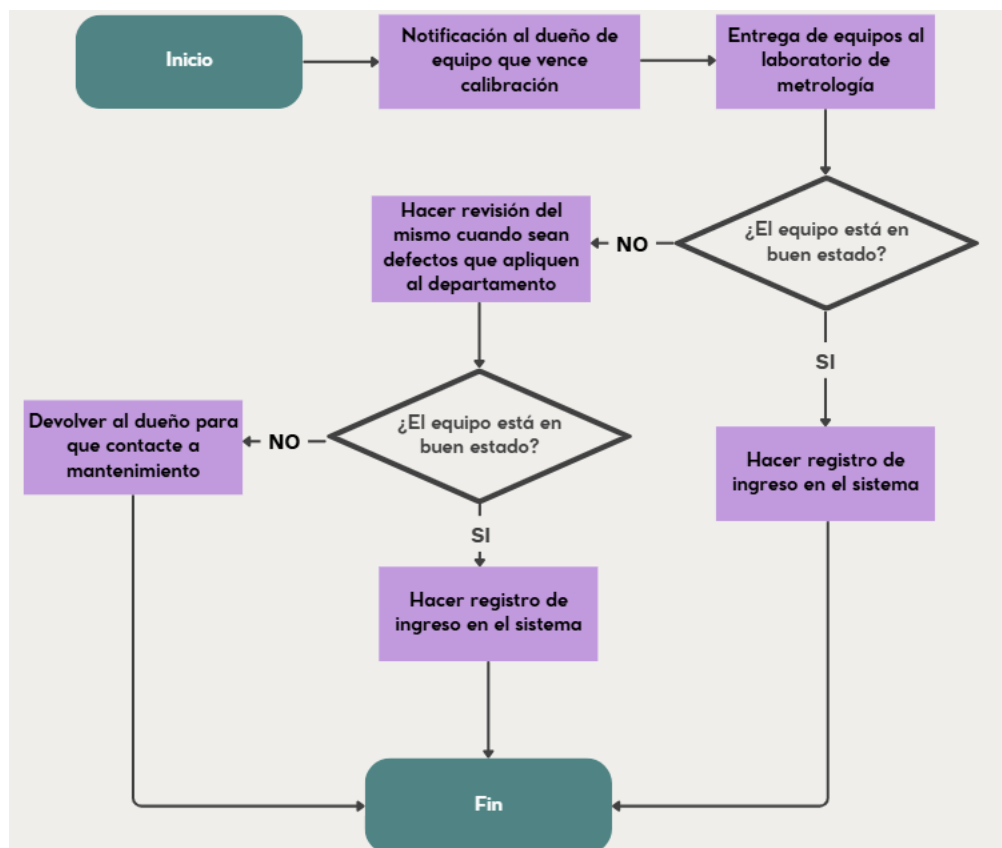 Inicio
Notificación al dueño de
equipo que vence
calibración
Entrega de equipos al
laboratorio de
metrología
¿El equipo está en
buen estado?
NO
Hacer revisión del
mismo cuando sean
defectos que apliquen
al departamento
SI
Hacer registro de
ingreso en el sistema
¿El equipo está en
buen estado?
NO
Devolver al dueño para
que contacte a
mantenimiento
SI
Hacer registro de
ingreso en el sistema
Fin